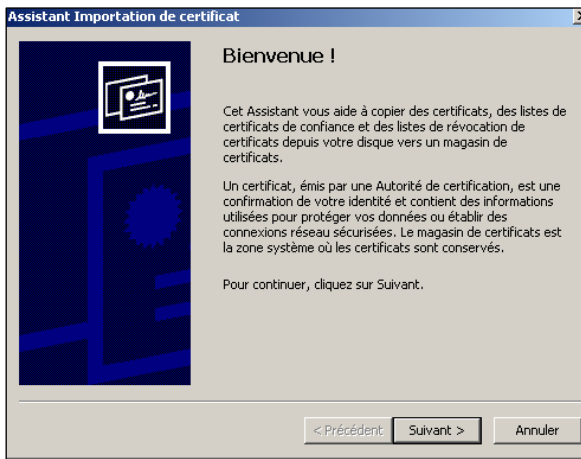 Assistant Importation de certificat
Bienvenue !
Cet Assistant vous aide à copier des certificats, des listes de
certificats de confiance et des listes de révocation de
certificats depuis votre disque vers un magasin de
certificats.
Un certificat, émis par une Autorité de certification, est une
confirmation de votre identité et contient des informations
utilisées pour protéger vos données ou établir des
connexions réseau sécurisées. Le magasin de certificats est
la zone système où les certificats sont conservés.
Pour continuer, cliquez sur Suivant.
< Précédent Suivant > Annuler